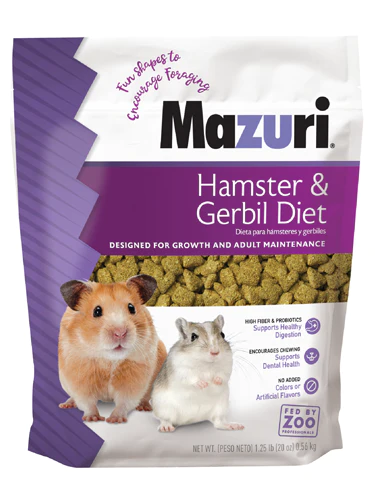 Fun shapes to
Encourage Foraging
Mazuri®
Hamster &
Gerbil Diet
Dieta para hámsteres y gerbiles
DESIGNED FOR GROWTH AND ADULT MAINTENANCE
HIGH FIBER & PROBIOTICS
Supports Healthy
Digestion
ENCOURAGES CHEWING
Supports
Dental Health
NO ADDED
Colors or
Artificial Flavors
FED BY
ZOO
PROFESSIONALS
NET WT. (PESO NETO) 1.25 lb (20 oz) 0.56 kg